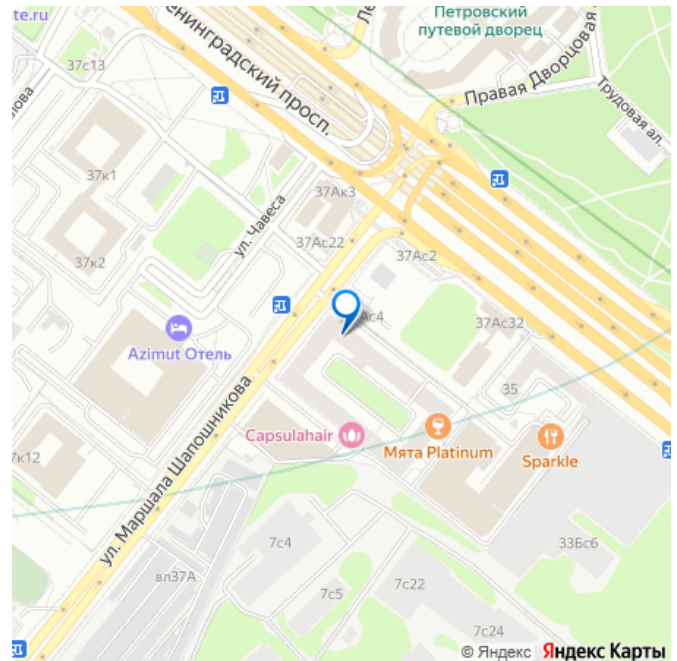 te.ru
37с13
Ленинградский просп.
Ле
Петровский
путевой дворец
Правая Дворцовая
Трудовая ал.
лова
37к1
37Ак3
ул. Чавеса
37Ас22
37Ас2
37к2
Ас4
37Ас32
Azimut Отель
35
Capsulahair
Мята Platinum
Sparkle
ул. Маршала Шапошникова
7к12
7с4
33Бс6
вл37А
7с5
7с22
7с24
© Яндекс Яндекс Карты